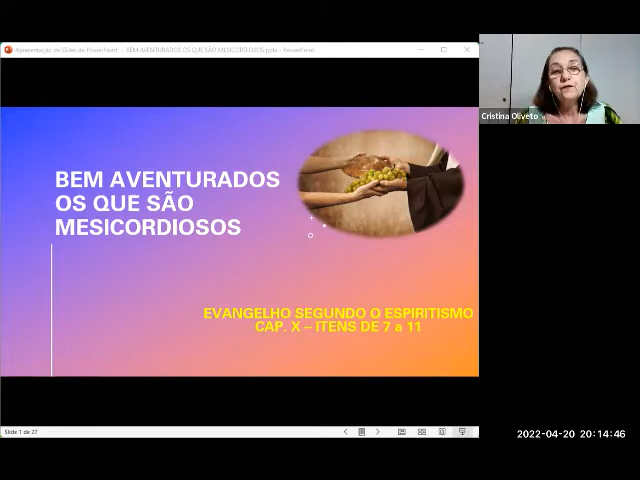 Apresentação de Slides do PowerPoint - BEM AVENTURADOS OS QUE SÃO MESICORDIOSOS.pptx - PowerPoint
Cristina Oliveto
BEM AVENTURADOS
OS QUE SÃO
MESICORDIOSOS
EVANGELHO SEGUNDO O ESPIRITISMO
CAP. X – ITENS DE 7 a 11
Slide 1 de 27
2022-04-20 20:14:46